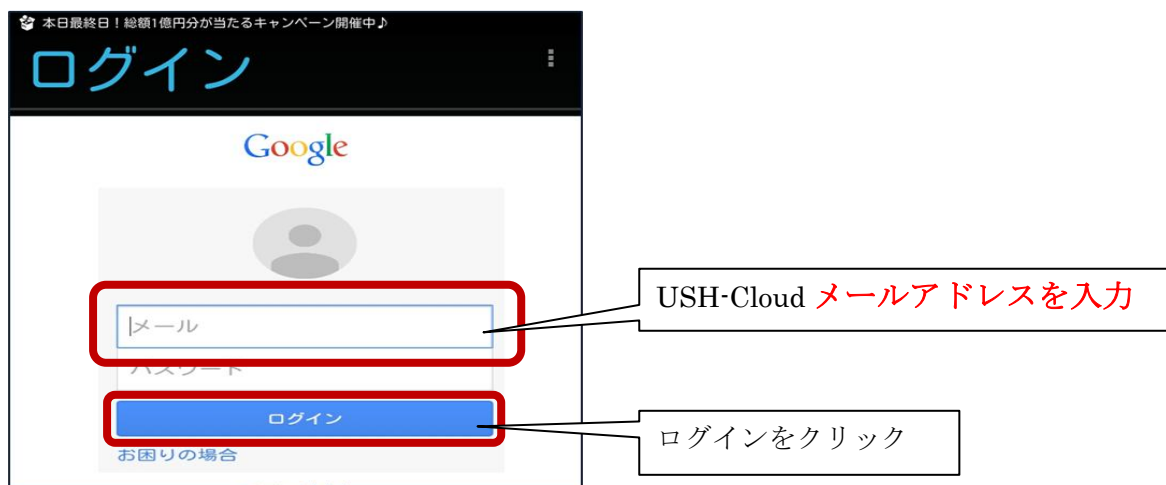 本日最終日！総額1億円分が当たるキャンペーン開催中♪
ログイン
Google
メール
パスワード
ログイン
お困りの場合
USH-Cloud メールアドレスを入力
ログインをクリック